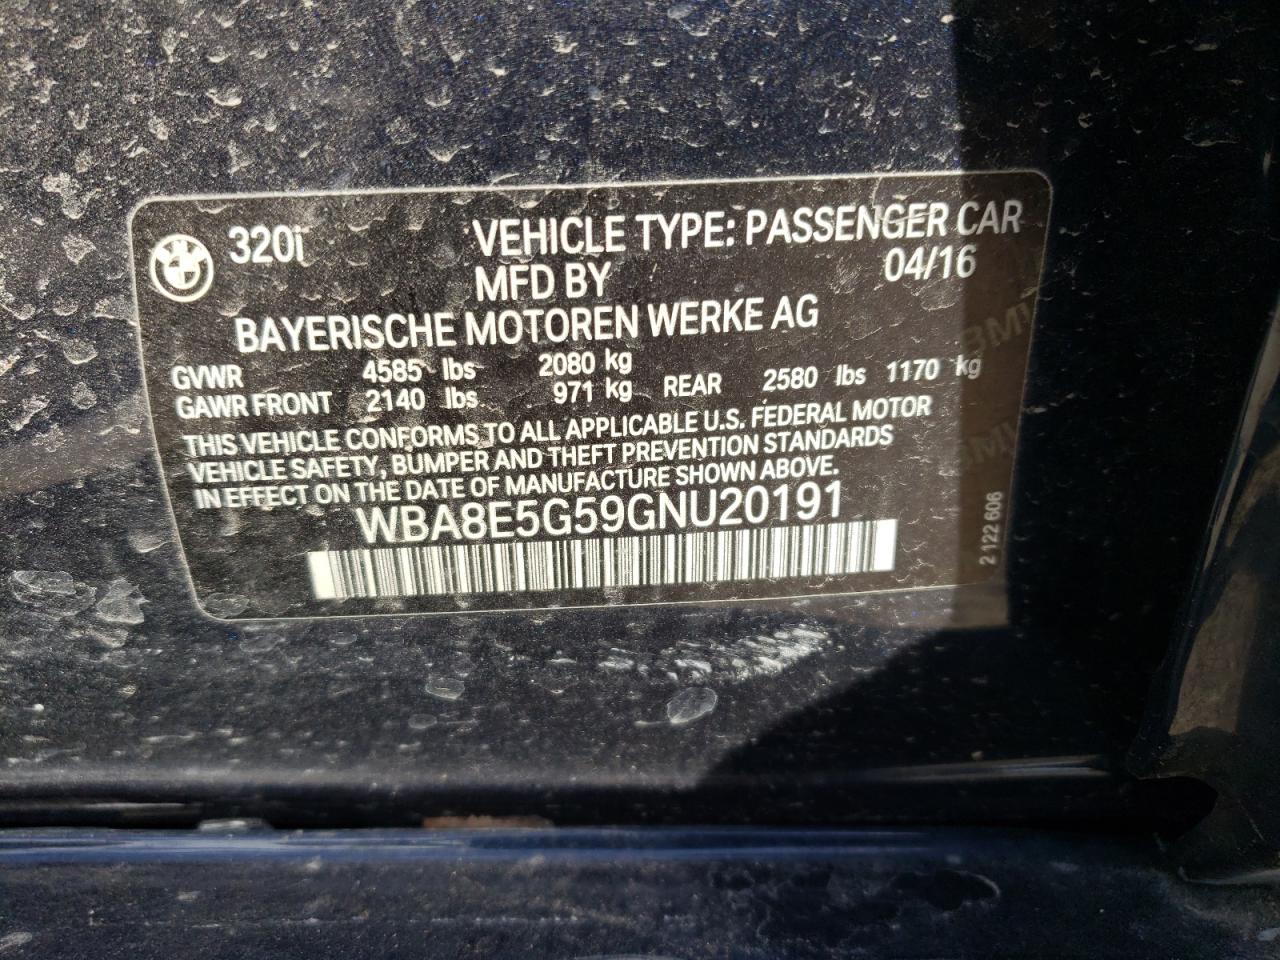 320i VEHICLE TYPE: PASSENGER CAR
MFD BY 04/16
BAYERISCHE MOTOREN WERKE AG
GVWR 4585 lbs 2080 kg
GAWR FRONT 2140 lbs 971 kg REAR 2580 lbs 1170 kg
THIS VEHICLE CONFORMS TO ALL APPLICABLE U.S. FEDERAL MOTOR
VEHICLE SAFETY, BUMPER AND THEFT PREVENTION STANDARDS
IN EFFECT ON THE DATE OF MANUFACTURE SHOWN ABOVE.
WBA8E5G59GNU20191
2 122 606